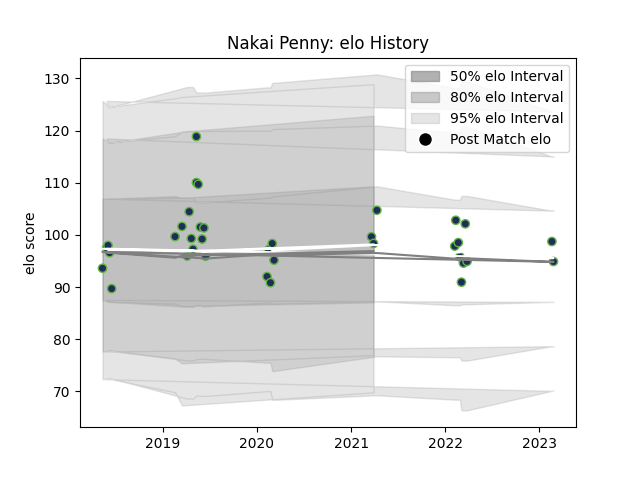 Nakai Penny: elo History
130
120
110
100
90
80
70
elo score
50% elo Interval
80% elo Interval
95% elo Interval
Post Match elo
2019
2020
2021
2022
2023